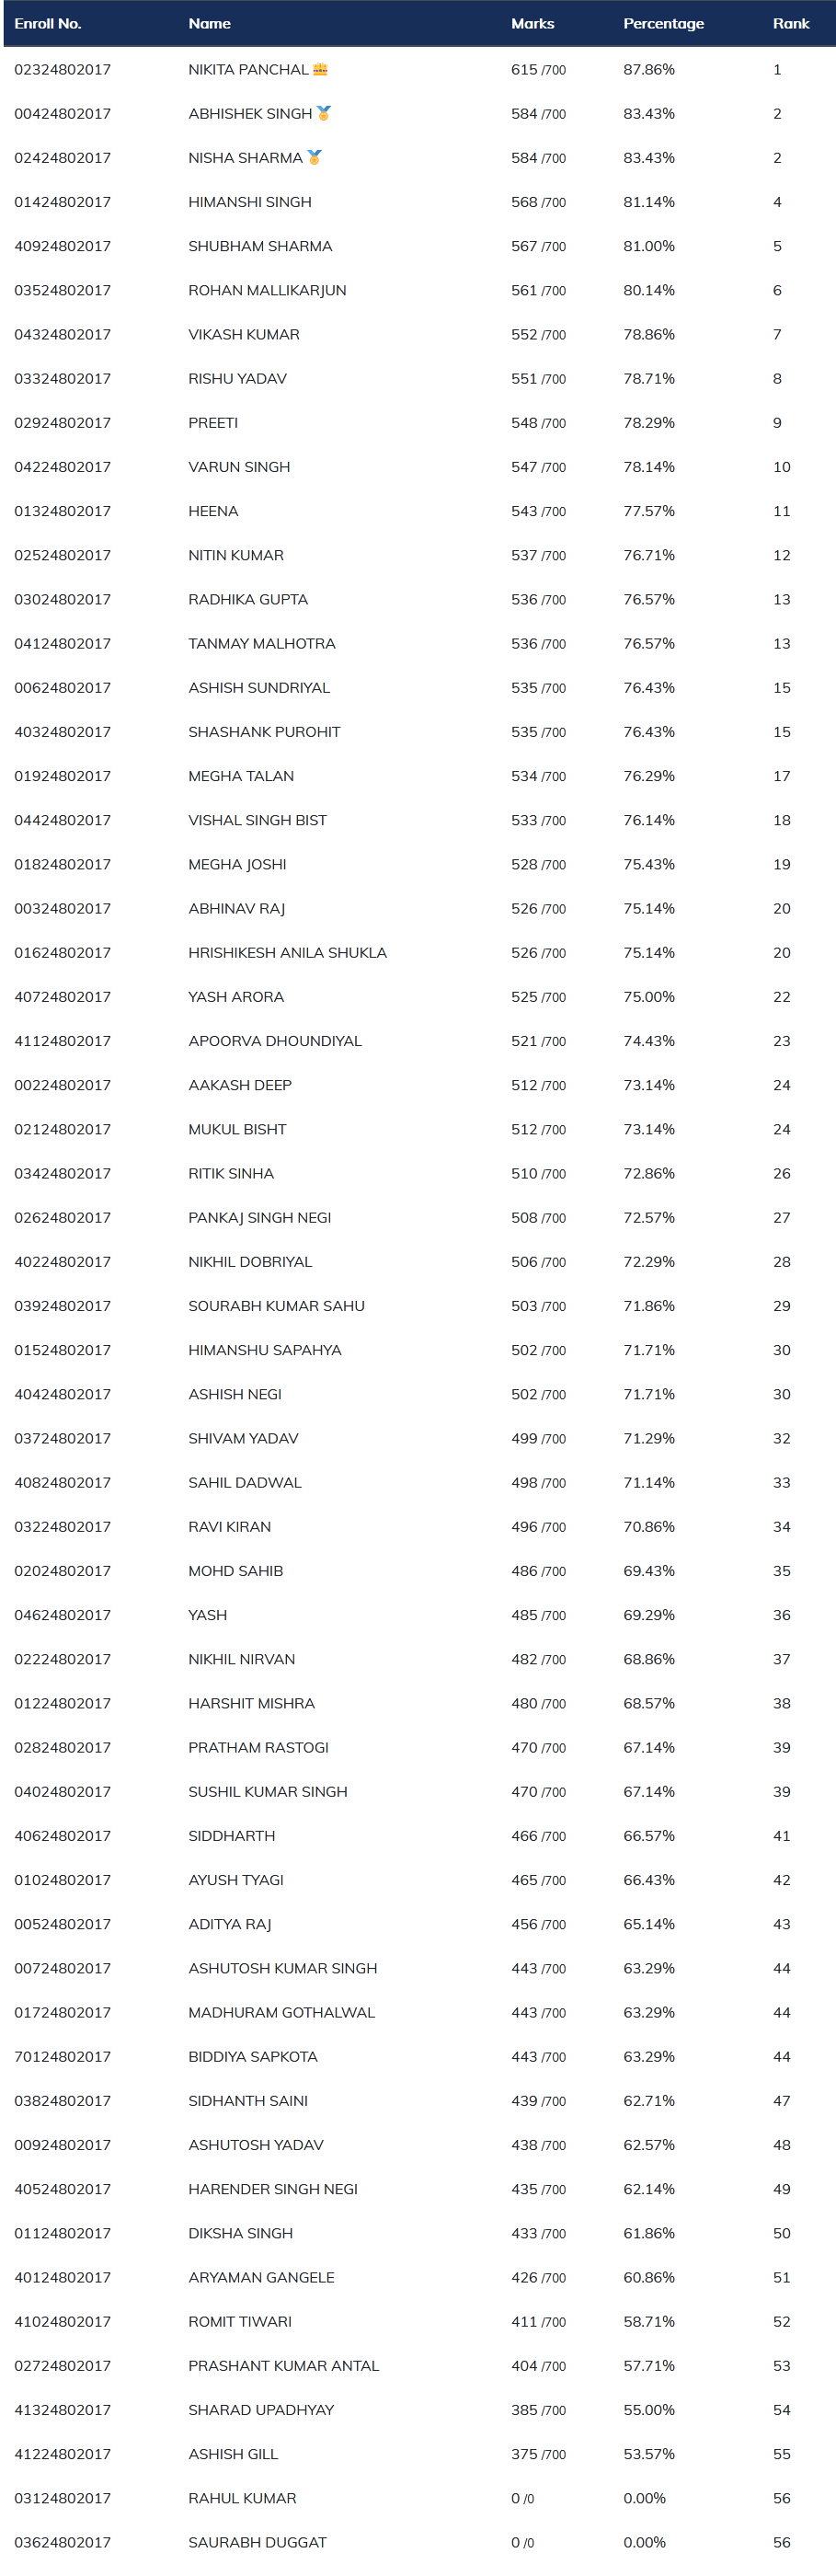 Enroll No. Name Marks Percentage Rank
02324802017 NIKITA PANCHAL 615 /700 87.86% 1
00424802017 ABHISHEK SINGH 584 /700 83.43% 2
02424802017 NISHA SHARMA 584 /700 83.43% 2
01424802017 HIMANSHI SINGH 568 /700 81.14% 4
40924802017 SHUBHAM SHARMA 567 /700 81.00% 5
03524802017 ROHAN MALLIKARJUN 561 /700 80.14% 6
04324802017 VIKASH KUMAR 552 /700 78.86% 7
03324802017 RISHU YADAV 551 /700 78.71% 8
02924802017 PREETI 548 /700 78.29% 9
04224802017 VARUN SINGH 547 /700 78.14% 10
01324802017 HEENA 543 /700 77.57% 11
02524802017 NITIN KUMAR 537 /700 76.71% 12
03024802017 RADHIKA GUPTA 536 /700 76.57% 13
04124802017 TANMAY MALHOTRA 536 /700 76.57% 13
00624802017 ASHISH SUNDRIYAL 535 /700 76.43% 15
40324802017 SHASHANK PUROHIT 535 /700 76.43% 15
01924802017 MEGHA TALAN 534 /700 76.29% 17
04424802017 VISHAL SINGH BIST 533 /700 76.14% 18
01824802017 MEGHA JOSHI 528 /700 75.43% 19
00324802017 ABHINAV RAJ 526 /700 75.14% 20
01624802017 HRISHIKESH ANILA SHUKLA 526 /700 75.14% 20
40724802017 YASH ARORA 525 /700 75.00% 22
41124802017 APOORVA DHOUNDIYAL 521 /700 74.43% 23
00224802017 AAKASH DEEP 512 /700 73.14% 24
02124802017 MUKUL BISHT 512 /700 73.14% 24
03424802017 RITIK SINHA 510 /700 72.86% 26
02624802017 PANKAJ SINGH NEGI 508 /700 72.57% 27
40224802017 NIKHIL DOBRIYAL 506 /700 72.29% 28
03924802017 SOURABH KUMAR SAHU 503 /700 71.86% 29
01524802017 HIMANSHU SAPAHYA 502 /700 71.71% 30
40424802017 ASHISH NEGI 502 /700 71.71% 30
03724802017 SHIVAM YADAV 499 /700 71.29% 32
40824802017 SAHIL DADWAL 498 /700 71.14% 33
03224802017 RAVI KIRAN 496 /700 70.86% 34
02024802017 MOHD SAHIB 486 /700 69.43% 35
04624802017 YASH 485 /700 69.29% 36
02224802017 NIKHIL NIRVAN 482 /700 68.86% 37
01224802017 HARSHIT MISHRA 480 /700 68.57% 38
02824802017 PRATHAM RASTOGI 470 /700 67.14% 39
04024802017 SUSHIL KUMAR SINGH 470 /700 67.14% 39
40624802017 SIDDHARTH 466 /700 66.57% 41
01024802017 AYUSH TYAGI 465 /700 66.43% 42
00524802017 ADITYA RAJ 456 /700 65.14% 43
00724802017 ASHUTOSH KUMAR SINGH 443 /700 63.29% 44
01724802017 MADHURAM GOTHALWAL 443 /700 63.29% 44
70124802017 BIDDIYA SAPKOTA 443 /700 63.29% 44
03824802017 SIDHANTH SAINI 439 /700 62.71% 47
00924802017 ASHUTOSH YADAV 438 /700 62.57% 48
40524802017 HARENDER SINGH NEGI 435 /700 62.14% 49
01124802017 DIKSHA SINGH 433 /700 61.86% 50
40124802017 ARYAMAN GANGELE 426 /700 60.86% 51
41024802017 ROMIT TIWARI 411 /700 58.71% 52
02724802017 PRASHANT KUMAR ANTAL 404 /700 57.71% 53
41324802017 SHARAD UPADHYAY 385 /700 55.00% 54
41224802017 ASHISH GILL 375 /700 53.57% 55
03124802017 RAHUL KUMAR 0 /0 0.00% 56
03624802017 SAURABH DUGGAT 0 /0 0.00% 56